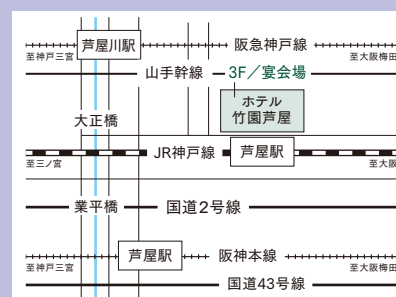 芦屋川駅
阪急神戸線
至神戸三宮
至大阪梅田
山手幹線
3F／宴会場
ホテル
竹園芦屋
大正橋
JR神戸線
芦屋駅
至三ノ宮
至大阪
業平橋
国道2号線
芦屋駅
阪神本線
至神戸三宮
至大阪梅田
国道43号線